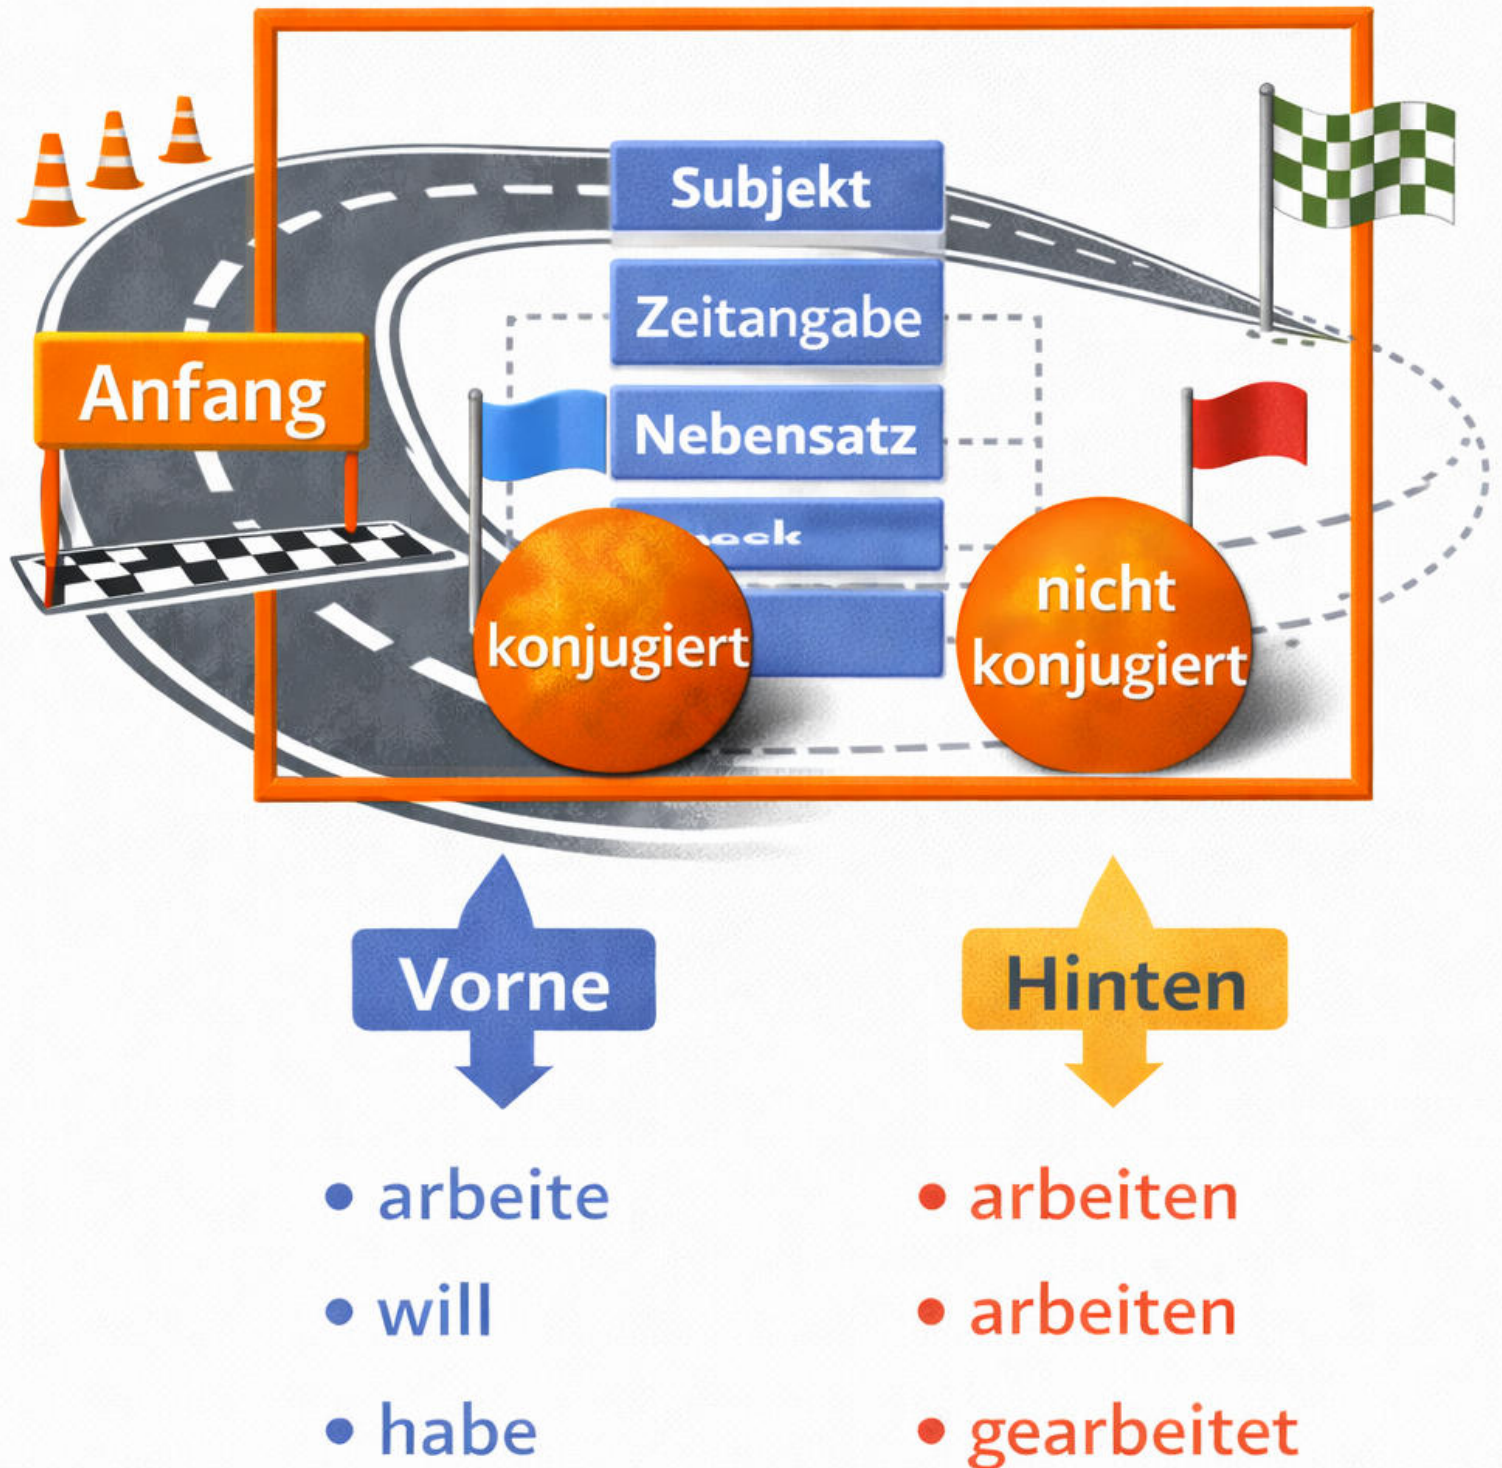 Subjekt
Zeitangabe
Anfang
Nebensatz
konjugiert
nicht
konjugiert
Vorne
Hinten
• arbeite
• arbeiten
• will
• arbeiten
• habe
• gearbeitet